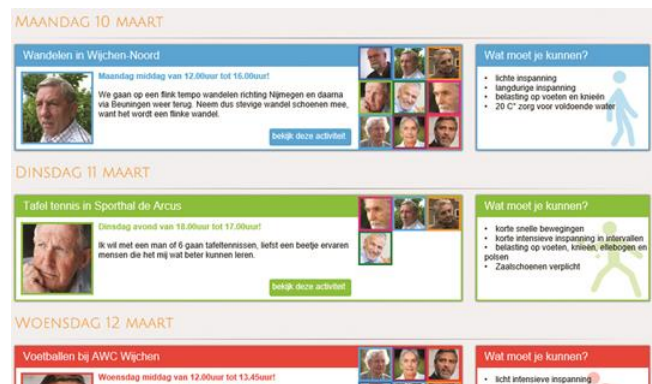 MAANDAG 10 MAART
Wandelen in Wijchen-Noord
Maandag middag van 12.00uur tot 16.00uur!
We gaan op een flink tempo wandelen richting Nijmegen en daarna
via Beuningen weer terug. Neem dus stevige wandel schoenen mee,
want het wordt een flinke wandel.
bekijk deze activiteit
Wat moet je kunnen?
• lichte inspanning
• langdurige inspanning
• belasting op voeten en knieën
• 20 C° zorg voor voldoende water
DINSDAG 11 MAART
Tafel tennis in Sporthal de Arcus
Dinsdag avond van 18.00uur tot 17.00uur!
Ik wil met een man of 6 gaan tafeltennissen, liefst een beetje ervaren
mensen die het mij wat beter kunnen leren.
bekijk deze activiteit
Wat moet je kunnen?
• korte snelle bewegingen
• korte intensieve inspanning in intervallen
• belasting op voeten, knieën, ellebogen en
polsen
• Zaalschoenen verplicht
WOENSDAG 12 MAART
Voetballen bij AWC Wijchen
Woensdag middag van 12.00uur tot 13.45uur!
Wat moet je kunnen?
• licht intensieve inspanning